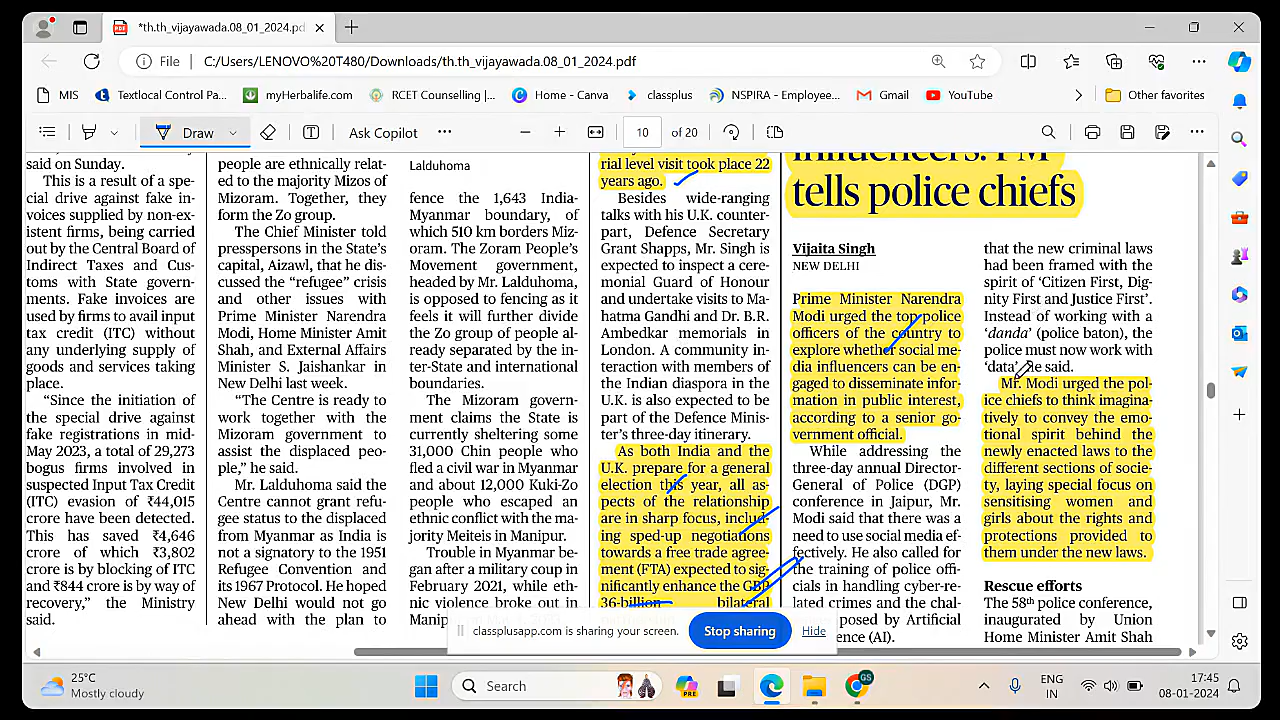 *th.th_vijayawada.08_01_2024.pd
File
C:/Users/LENOVO%20T480/Downloads/th.th_vijayawada.08_01_2024.pdf
MIS
Textlocal Control Pa...
myHerbalife.com
RCET Counselling |...
Home - Canva
classplus
NSPIRA - Employee...
Gmail
YouTube
Other favorites
Draw
Ask Copilot
10
of 20
said on Sunday.
This is a result of a spe-
cial drive against fake in-
voices supplied by non-ex-
istent firms, being carried
out by the Central Board of
Indirect Taxes and Cus-
toms with State govern-
ments. Fake invoices are
used by firms to avail input
tax credit (ITC) without
any underlying supply of
goods and services taking
place.
"Since the initiation of
the special drive against
fake registrations in mid-
May 2023, a total of 29,273
bogus firms involved in
suspected Input Tax Credit
(ITC) evasion of ₹44,015
crore have been detected.
This has saved ₹4,646
crore of which ₹3,802
crore is by blocking of ITC
and ₹844 crore is by way of
recovery," the Ministry
said.
people are ethnically relat-
ed to the majority Mizos of
Mizoram. Together, they
form the Zo group.
The Chief Minister told
presspersons in the State's
capital, Aizawl, that he dis-
cussed the "refugee" crisis
and other issues with
Prime Minister Narendra
Modi, Home Minister Amit
Shah, and External Affairs
Minister S. Jaishankar in
New Delhi last week.
"The Centre is ready to
work together with the
Mizoram government to
assist the displaced peo-
ple," he said.
Mr. Lalduhoma said the
Centre cannot grant refu-
gee status to the displaced
from Myanmar as India is
not a signatory to the 1951
Refugee Convention and
its 1967 Protocol. He hoped
New Delhi would not go
ahead with the plan to
Lalduhoma
fence the 1,643 India-
Myanmar boundary, of
which 510 km borders Miz-
oram. The Zoram People's
Movement government,
headed by Mr. Lalduhoma,
is opposed to fencing as it
feels it will further divide
the Zo group of people al-
ready separated by the in-
ter-State and international
boundaries.
The Mizoram govern-
ment claims the State is
currently sheltering some
31,000 Chin people who
fled a civil war in Myanmar
and about 12,000 Kuki-Zo
people who escaped an
ethnic conflict with the ma-
jority Meiteis in Manipur.
Trouble in Myanmar be-
gan after a military coup in
February 2021, while eth-
nic violence broke out in
Manip
rial level visit took place 22
years ago.
Besides wide-ranging
talks with his U.K. counter-
part, Defence Secretary
Grant Shapps, Mr. Singh is
expected to inspect a cere-
monial Guard of Honour
and undertake visits to Ma-
hatma Gandhi and Dr. B.R.
Ambedkar memorials in
London. A community in-
teraction with members of
the Indian diaspora in the
U.K. is also expected to be
part of the Defence Minis-
ter's three-day itinerary.
As both India and the
U.K. prepare for a general
election this year, all as-
pects of the relationship
are in sharp focus, includ-
ing sped-up negotiations
towards a free trade agree-
ment (FTA) expected to sig-
nificantly enhance the GBP
36-billion bilateral
influencers: PM
tells police chiefs
Vijaita Singh
NEW DELHI
Prime Minister Narendra
Modi urged the top police
officers of the country to
explore whether social me-
dia influencers can be en-
gaged to disseminate infor-
mation in public interest,
according to a senior go-
vernment official.
While addressing the
three-day annual Director-
General of Police (DGP)
conference in Jaipur, Mr.
Modi said that there was a
need to use social media ef-
fectively. He also called for
the training of police offi-
cials in handling cyber-re-
lated crimes and the chal-
posed by Artificial
ence (AI).
that the new criminal laws
had been framed with the
spirit of 'Citizen First, Dig-
nity First and Justice First'.
Instead of working with a
'danda' (police baton), the
police must now work with
'data' he said.
Mr. Modi urged the pol-
ice chiefs to think imagina-
tively to convey the emo-
tional spirit behind the
newly enacted laws to the
different sections of socie-
ty, laying special focus on
sensitising women and
girls about the rights and
protections provided to
them under the new laws.
Rescue efforts
The 58th police conference,
inaugurated by Union
Home Minister Amit Shah
classplusapp.com is sharing your screen.
Stop sharing
Hide
25°C
Mostly cloudy
Search
PRE
GS
ENG
IN
17:45
08-01-2024